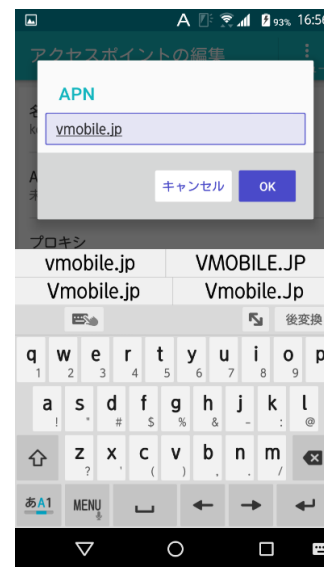 A 93% 16:56
アクセスポイントの編集
APN
vmobile.jp
キャンセル OK
プロキシ
vmobile.jp VMOBILE.JP
Vmobile.jp Vmobile.Jp
後変換
q w e r t y u i o p
1 2 3 4 5 6 7 8 9
a s d f g h j k l
! " # $ % & - : @
z x c v b n m
? ' ( ) , . /
あA1 MENU